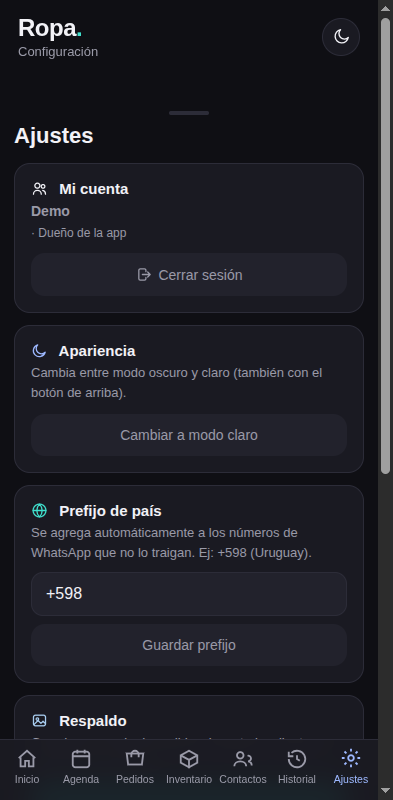 Ropa.
Configuración
Ajustes
Mi cuenta
Demo
· Dueño de la app
Cerrar sesión
Apariencia
Cambia entre modo oscuro y claro (también con el
botón de arriba).
Cambiar a modo claro
Prefijo de país
Se agrega automáticamente a los números de
WhatsApp que no lo traigan. Ej: +598 (Uruguay).
+598
Guardar prefijo
Respaldo
Inicio
Agenda
Pedidos
Inventario
Contactos
Historial
Ajustes